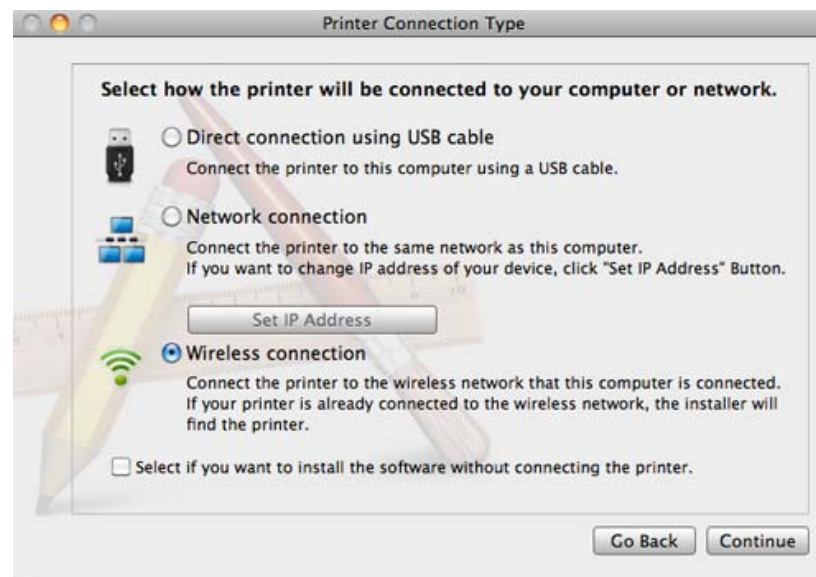 Printer Connection Type
Select how the printer will be connected to your computer or network.
Direct connection using USB cable
Connect the printer to this computer using a USB cable.
Network connection
Connect the printer to the same network as this computer.
If you want to change IP address of your device, click "Set IP Address" Button.
Set IP Address
Wireless connection
Connect the printer to the wireless network that this computer is connected.
If your printer is already connected to the wireless network, the installer will
find the printer.
Select if you want to install the software without connecting the printer.
Go Back
Continue